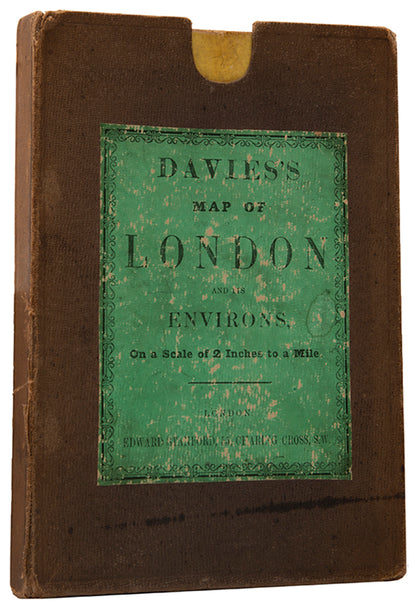 DAVIES'S
MAP OF
LONDON
AND ITS
ENVIRONS,
On a Scale of 2 Inches to a Mile
LONDON
EDWARD STANFORD, 55, CHARING CROSS, S.W.